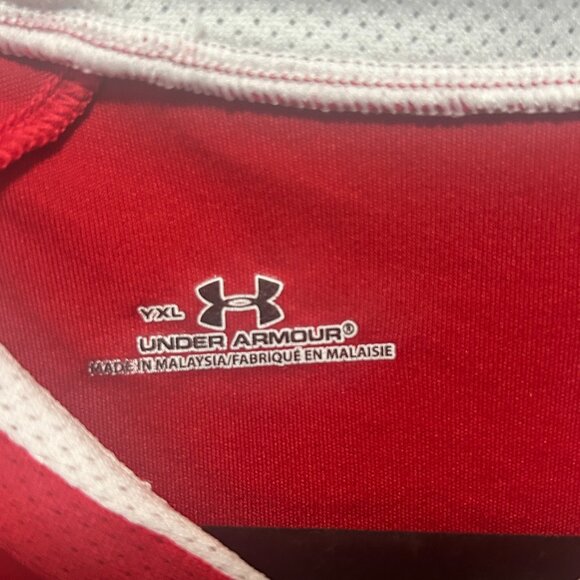 YXL
UNDER ARMOUR®
MADE IN MALAYSIA/FABRIQUÉ EN MALAISIE